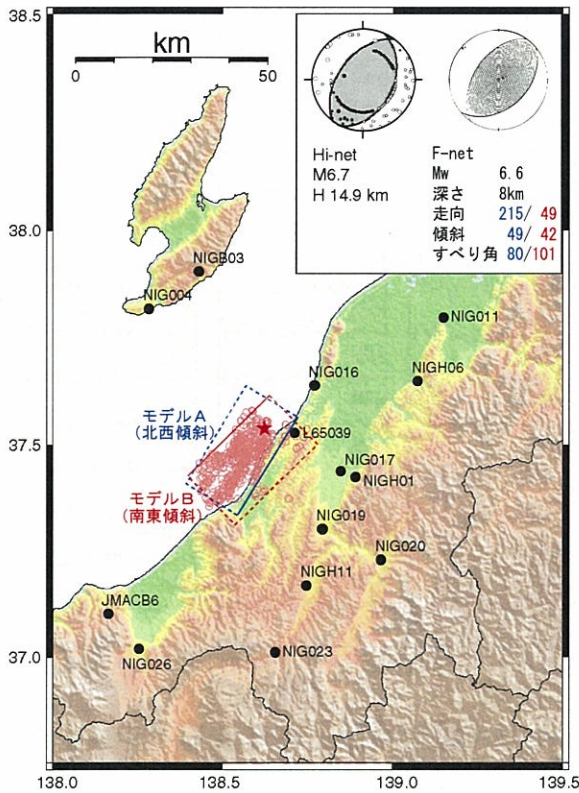 38.5
km
0 50
Hi-net
M6.7
H 14.9 km
F-net
Mw 6.6
深さ 8km
走向 215/ 49
傾斜 49/ 42
すべり角 80/101
38.0
NIGB03
NIG004
NIG011
NIGH06
NIG016
モデルA
(北西傾斜)
L65039
37.5
モデルB
(南東傾斜)
NIG017
NIGH01
NIG019
NIG020
NIGH11
JMACB6
NIG026
NIG023
37.0
138.0 138.5 139.0 139.5